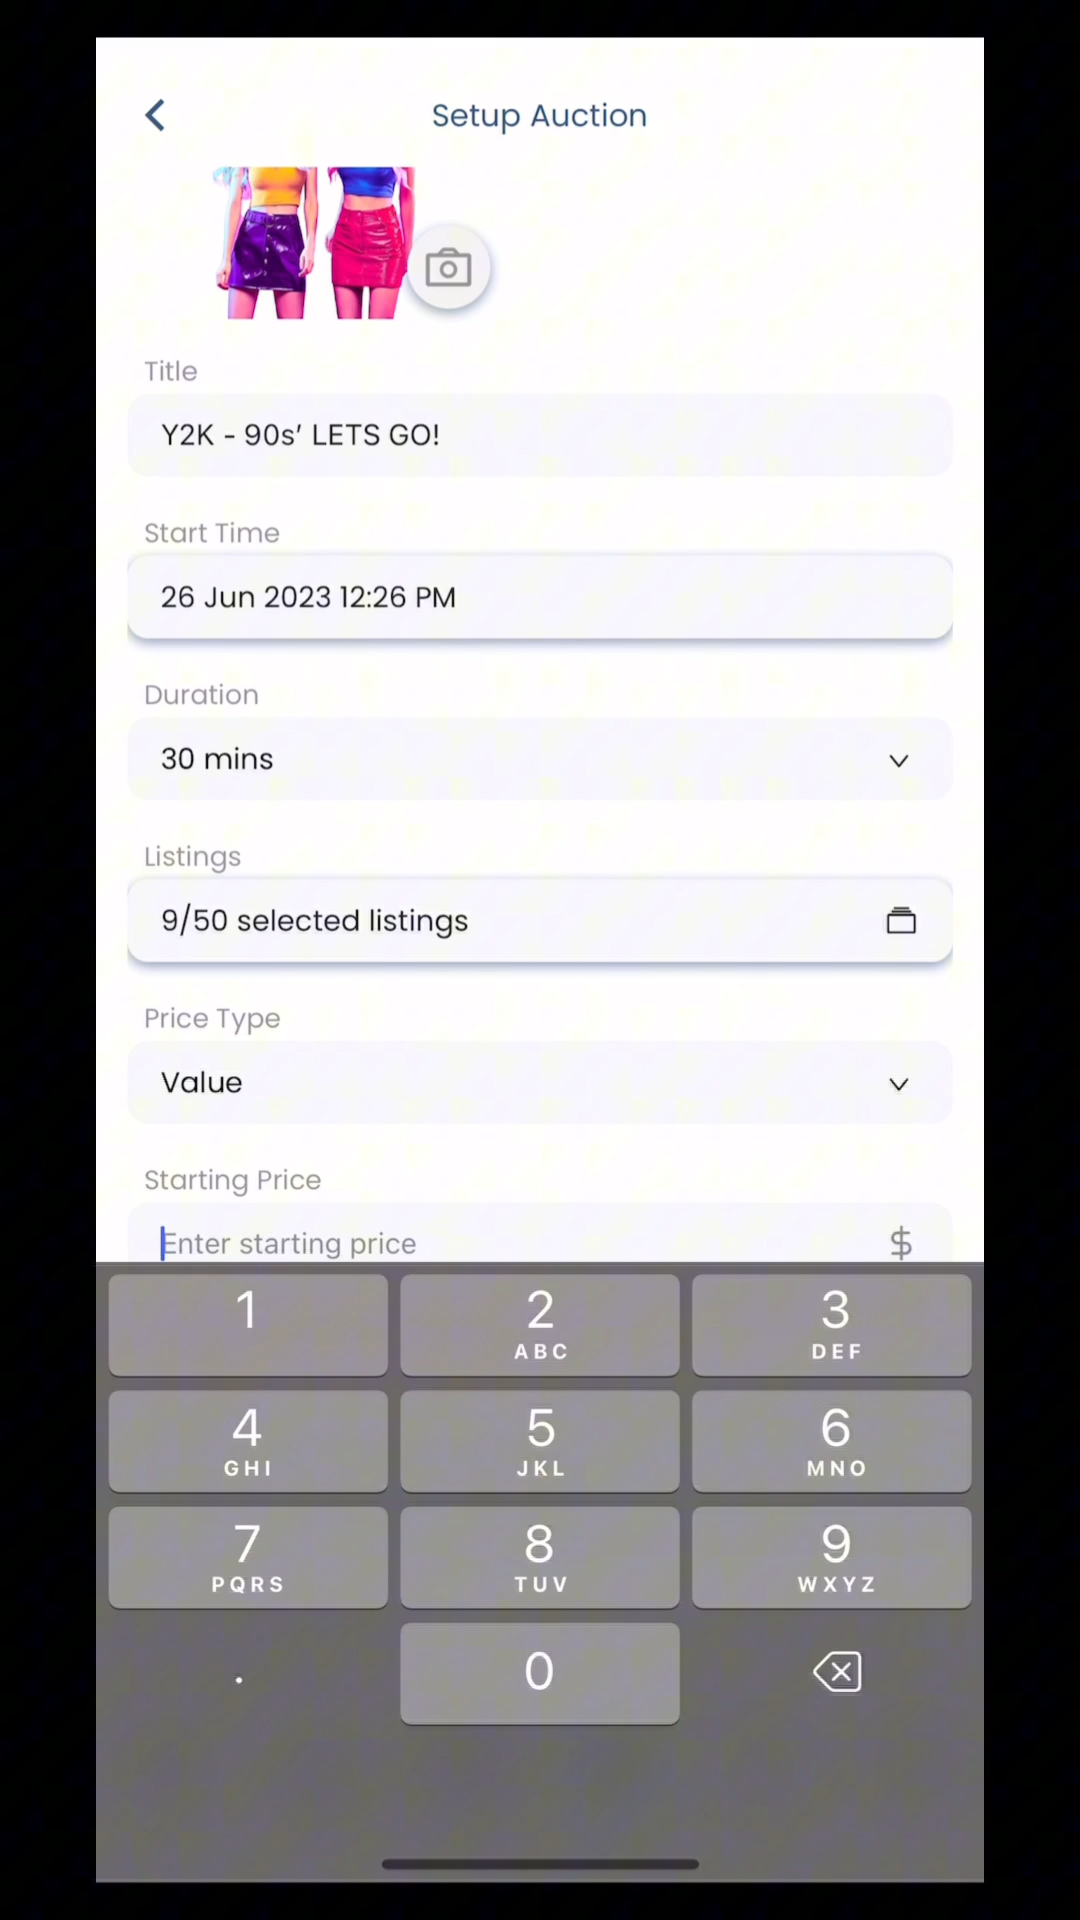 Setup Auction
Title
Y2K - 90s’ LETS GO!
Start Time
26 Jun 2023 12:26 PM
Duration
30 mins
Listings
9/50 selected listings
Price Type
Value
Starting Price
Enter starting price $
1 2 3
ABC DEF
4 5 6
GHI JKL MNO
7 8 9
PQRS TUV WXYZ
. 0